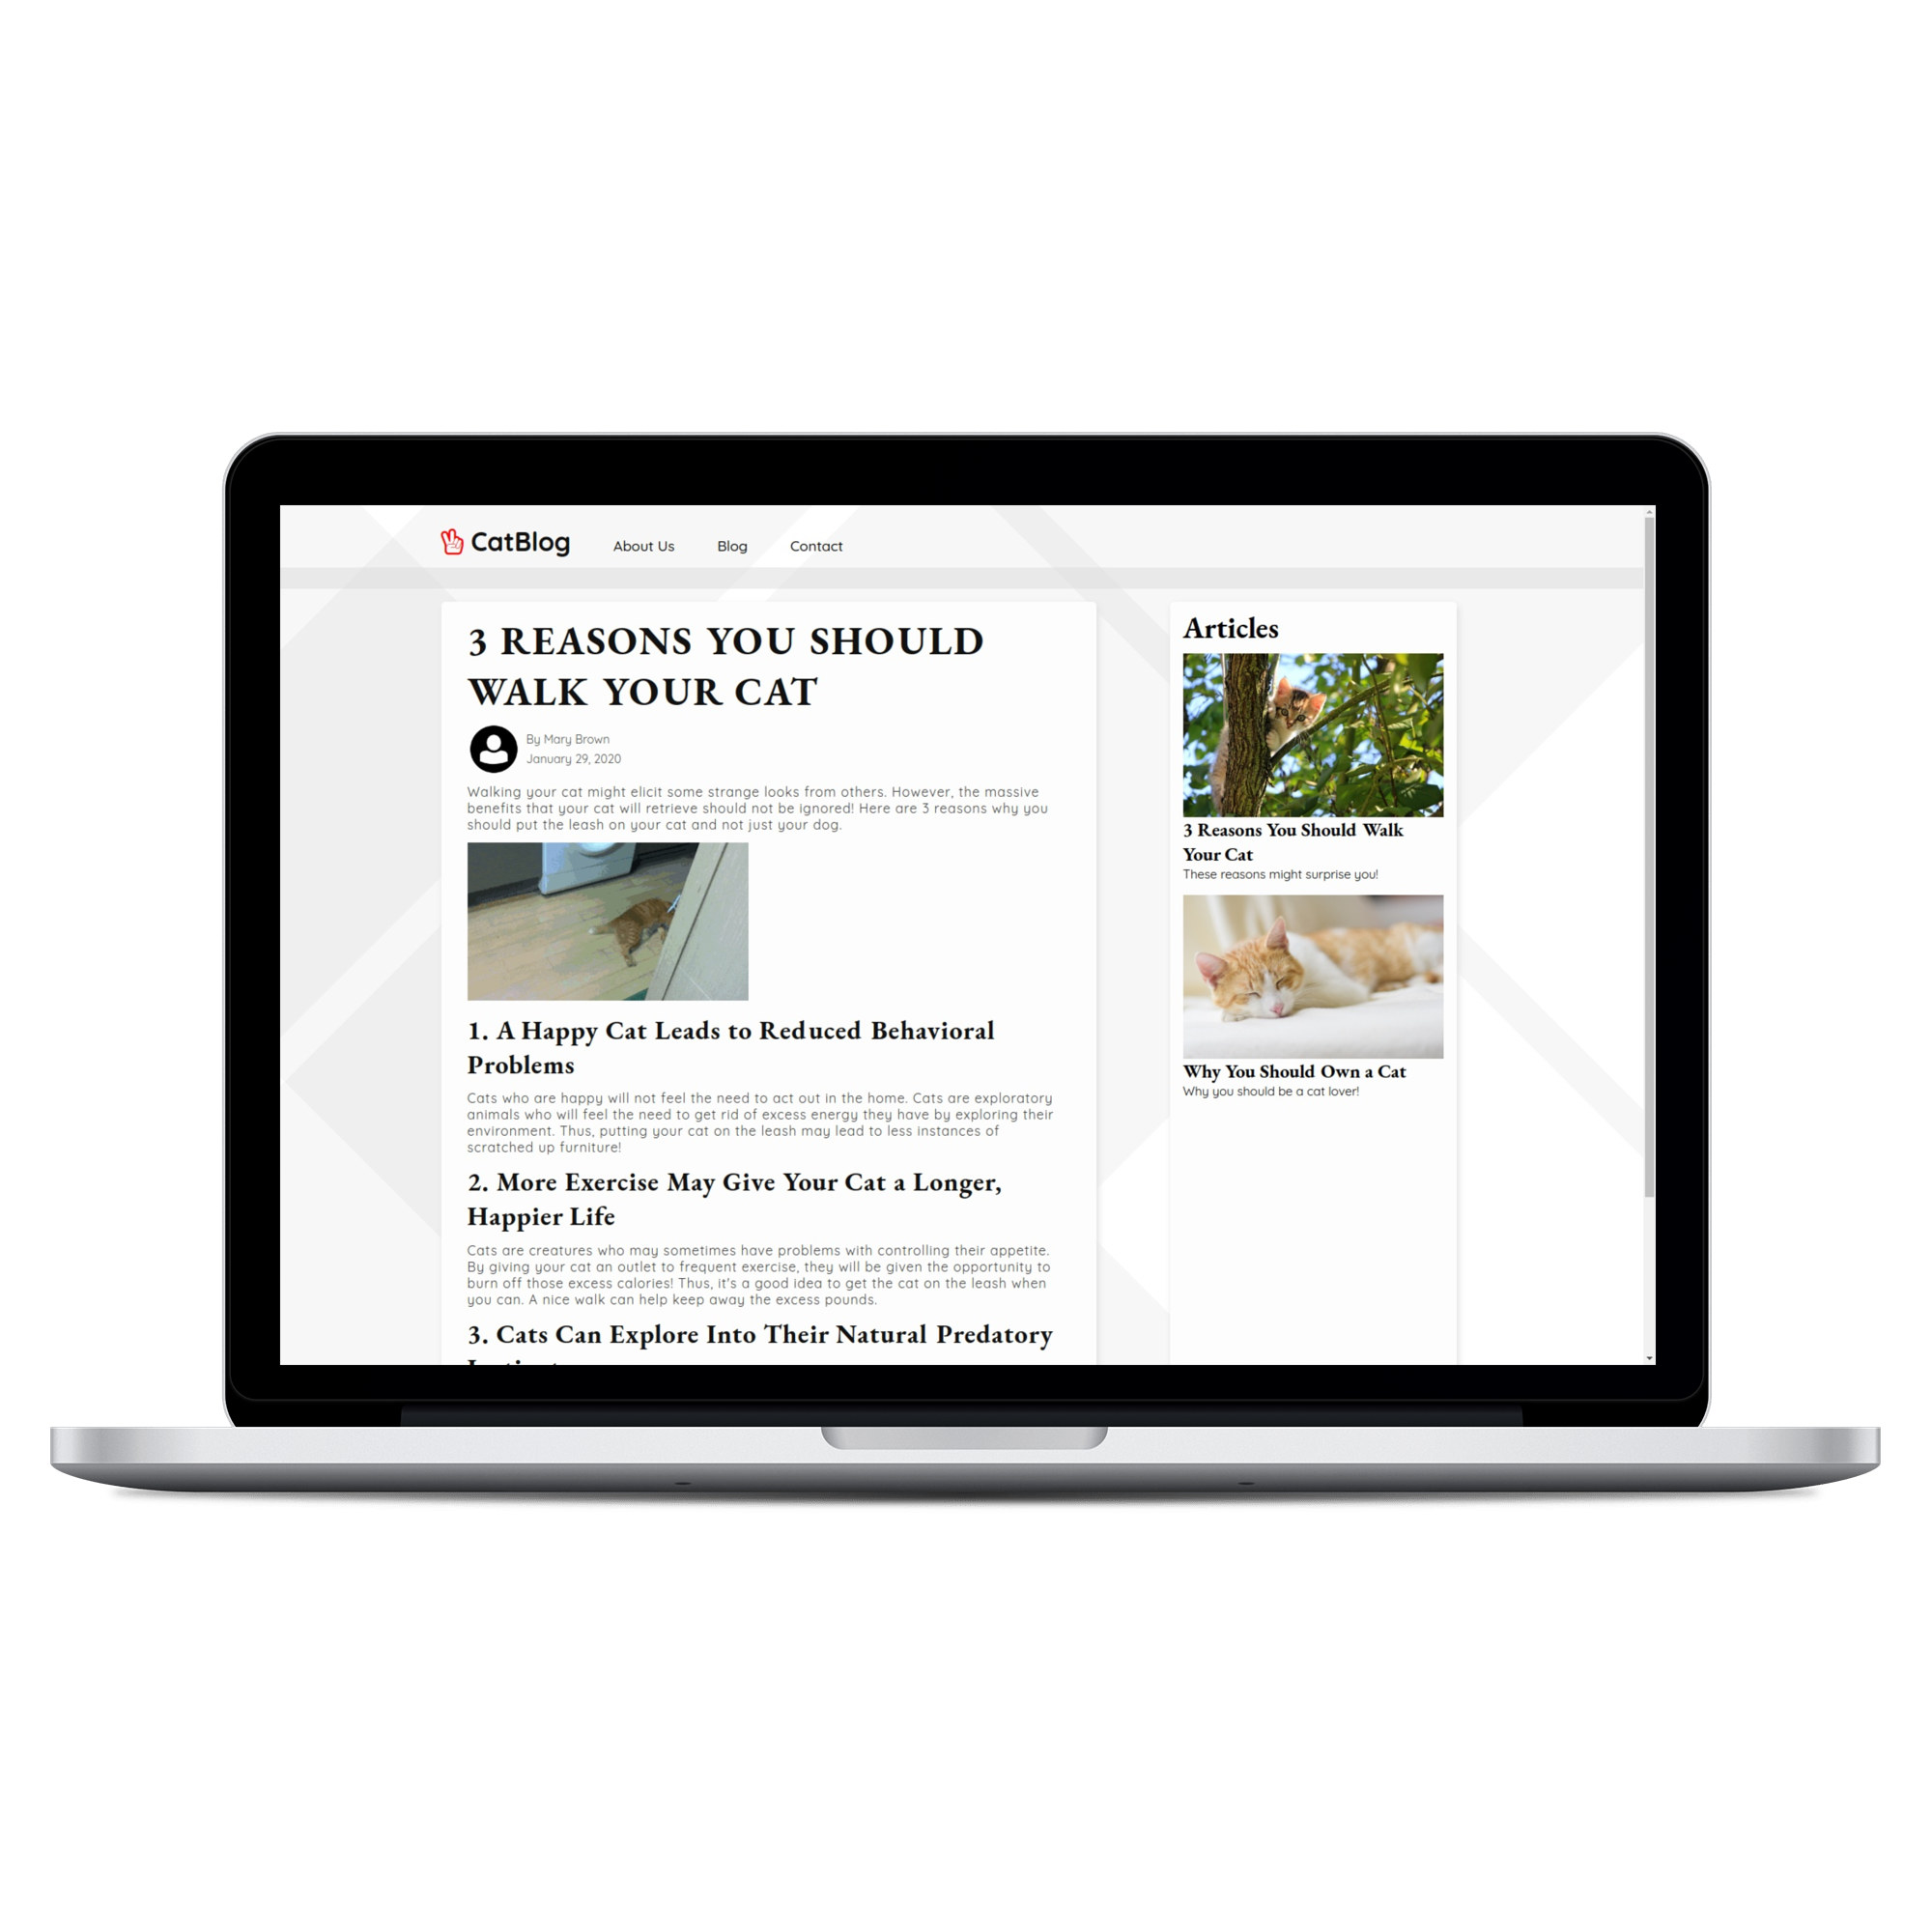 CatBlog
About Us
Blog
Contact
3 REASONS YOU SHOULD
WALK YOUR CAT
By Mary Brown
January 29, 2020
Walking your cat might elicit some strange looks from others. However, the massive
benefits that your cat will retrieve should not be ignored! Here are 3 reasons why you
should put the leash on your cat and not just your dog.
1. A Happy Cat Leads to Reduced Behavioral
Problems
Cats who are happy will not feel the need to act out in the home. Cats are exploratory
animals who will feel the need to get rid of excess energy they have by exploring their
environment. Thus, putting your cat on the leash may lead to less instances of
scratched up furniture!
2. More Exercise May Give Your Cat a Longer,
Happier Life
Cats are creatures who may sometimes have problems with controlling their appetite.
By giving your cat an outlet to frequent exercise, they will be given the opportunity to
burn off those excess calories! Thus, it's a good idea to get the cat on the leash when
you can. A nice walk can help keep away the excess pounds.
3. Cats Can Explore Into Their Natural Predatory
Articles
3 Reasons You Should Walk
Your Cat
These reasons might surprise you!
Why You Should Own a Cat
Why you should be a cat lover!